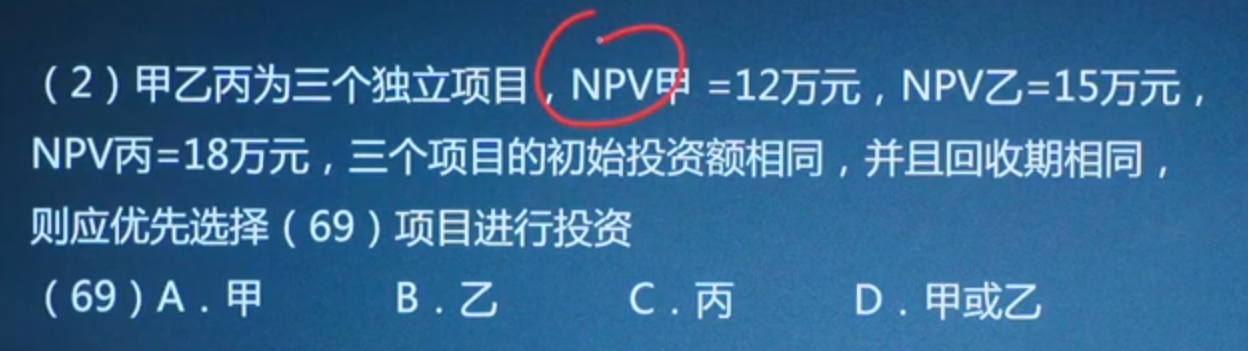 （2）甲乙丙为三个独立项目，NPV甲 =12万元，NPV乙=15万元，
NPV丙=18万元，三个项目的初始投资额相同，并且回收期相同，
则应优先选择（69）项目进行投资
（69）A．甲 B．乙 C．丙 D．甲或乙